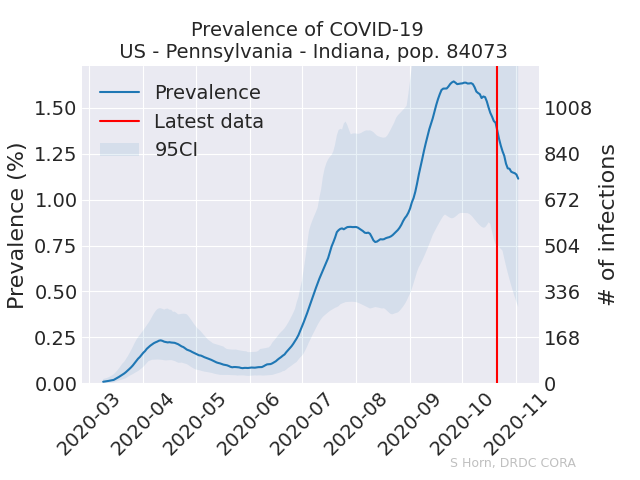 Prevalence of COVID-19
US - Pennsylvania - Indiana, pop. 84073
Prevalence (%)
1.50
1.25
1.00
0.75
0.50
0.25
0.00
Prevalence
Latest data
95CI
1008
840
672
504
336
168
0
# of infections
2020-03
2020-04
2020-05
2020-06
2020-07
2020-08
2020-09
2020-10
2020-11
S Horn, DRDC CORA